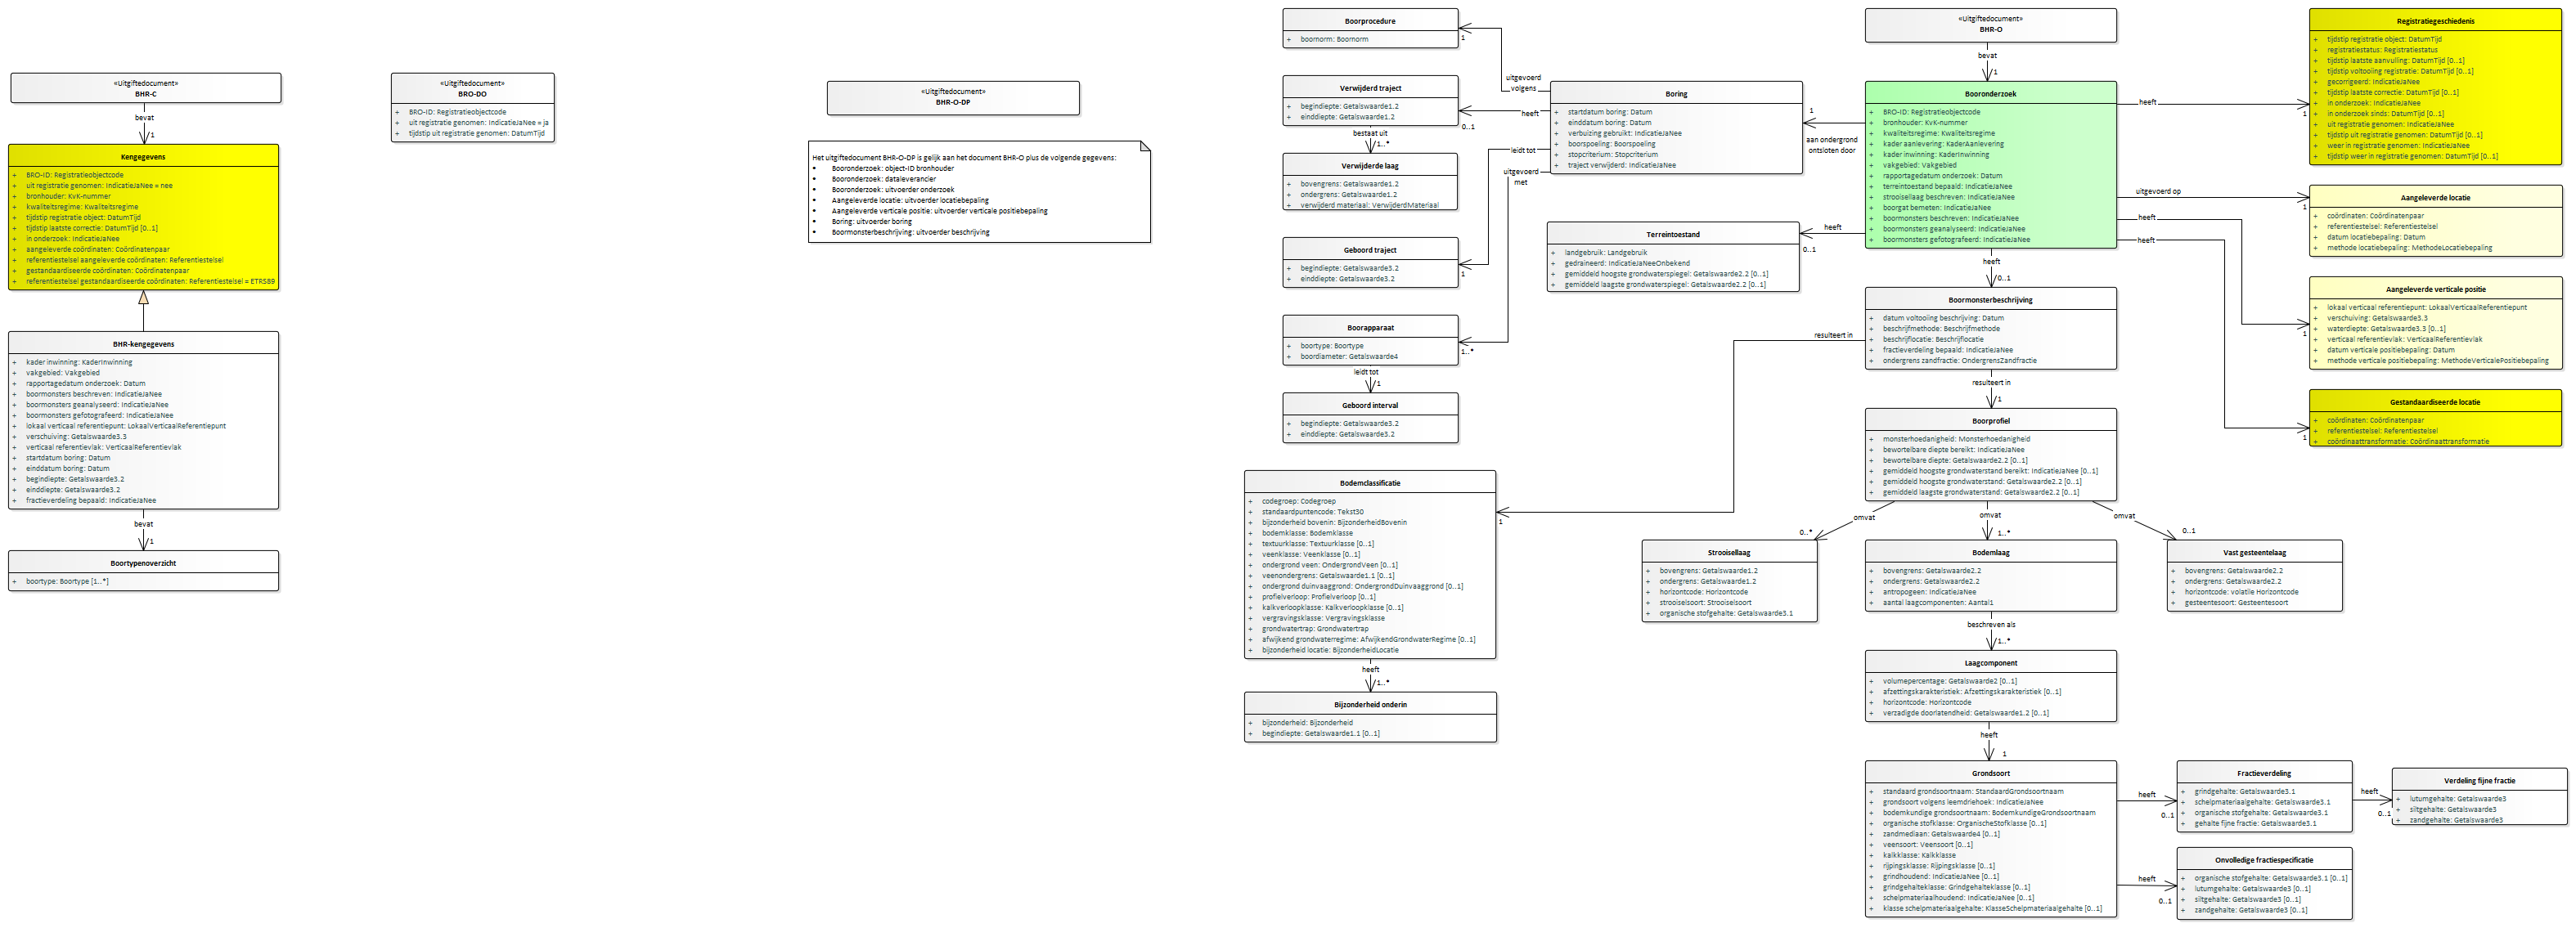 «Uitgiftedocument»
BHR-C
bevat
1
Kengegevens
+ BRO-ID: Registratieobjectcode
+ uit registratie genomen: IndicatieJaNee = nee
+ bronhouder: KvK-nummer
+ kwaliteitsregime: Kwaliteitsregime
+ tijdstip registratie object: DatumTijd
+ tijdstip laatste correctie: DatumTijd [0..1]
+ in onderzoek: IndicatieJaNee
+ aangeleverde coördinaten: Coördinatenpaar
+ referentiestelsel aangeleverde coördinaten: Referentiestelsel
+ gestandaardiseerde coördinaten: Coördinatenpaar
+ referentiestelsel gestandaardiseerde coördinaten: Referentiestelsel = ETRS89
BHR-kengegevens
+ kader inwinning: KaderInwinning
+ vakgebied: Vakgebied
+ rapportagedatum onderzoek: Datum
+ boormonsters beschreven: IndicatieJaNee
+ boormonsters geanalyseerd: IndicatieJaNee
+ boormonsters gefotografeerd: IndicatieJaNee
+ lokaal verticaal referentiepunt: LokaalVerticaalReferentiepunt
+ verschuiving: Getalswaarde3.3
+ verticaal referentievlak: VerticaalReferentievlak
+ startdatum boring: Datum
+ einddatum boring: Datum
+ begindiepte: Getalswaarde3.2
+ einddiepte: Getalswaarde3.2
+ fractieverdeling bepaald: IndicatieJaNee
bevat
1
Boortypenoverzicht
+ boortype: Boortype [1..*]
«Uitgiftedocument»
BRO-DO
+ BRO-ID: Registratieobjectcode
+ uit registratie genomen: IndicatieJaNee = ja
+ tijdstip uit registratie genomen: DatumTijd
«Uitgiftedocument»
BHR-O-DP
Het uitgiftedocument BHR-O-DP is gelijk aan het document BHR-O plus de volgende gegevens:
• Booronderzoek: object-ID bronhouder
• Booronderzoek: dataleverancier
• Booronderzoek: uitvoerder onderzoek
• Aangeleverde locatie: uitvoerder locatiebepaling
• Aangeleverde verticale positie: uitvoerder verticale positiebepaling
• Boring: uitvoerder boring
• Boormonsterbeschrijving: uitvoerder beschrijving
Boorprocedure
+ boornorm: Boornorm
1
uitgevoerd
volgens
Verwijderd traject
+ begindiepte: Getalswaarde1.2
+ einddiepte: Getalswaarde1.2
heeft
0..1
bestaat uit
1..*
Verwijderde laag
+ bovengrens: Getalswaarde1.2
+ ondergrens: Getalswaarde1.2
+ verwijderd materiaal: VerwijderdMateriaal
leidt tot
uitgevoerd
met
Geboord traject
+ begindiepte: Getalswaarde3.2
+ einddiepte: Getalswaarde3.2
1
Boorapparaat
+ boortype: Boortype
+ boordiameter: Getalswaarde4
1..*
leidt tot
1
Geboord interval
+ begindiepte: Getalswaarde3.2
+ einddiepte: Getalswaarde3.2
Bodemclassificatie
+ codegroep: Codegroep
+ standaardpuntencode: Tekst30
+ bijzonderheid bovenin: BijzonderheidBovenin
+ bodemklasse: Bodemklasse
+ textuurklasse: Textuurklasse [0..1]
+ veenklasse: Veenklasse [0..1]
+ ondergrond veen: OndergrondVeen [0..1]
+ veenondergrens: Getalswaarde1.1 [0..1]
+ ondergrond duinvaaggrond: OndergrondDuinvaaggrond [0..1]
+ profielverloop: Profielverloop [0..1]
+ kalkverloopklasse: Kalkverloopklasse [0..1]
+ vergravingsklasse: Vergravingsklasse
+ grondwatertrap: Grondwatertrap
+ afwijkend grondwaterregime: AfwijkendGrondwaterRegime [0..1]
+ bijzonderheid locatie: BijzonderheidLocatie
1
heeft
1..*
Bijzonderheid onderin
+ bijzonderheid: Bijzonderheid
+ begindiepte: Getalswaarde1.1 [0..1]
Boring
+ startdatum boring: Datum
+ einddatum boring: Datum
+ verbuizing gebruikt: IndicatieJaNee
+ boorspoeling: Boorspoeling
+ stopcriterium: Stopcriterium
+ traject verwijderd: IndicatieJaNee
1
aan ondergrond
ontsloten door
Terreintoestand
+ landgebruik: Landgebruik
+ gedraineerd: IndicatieJaNeeOnbekend
+ gemiddeld hoogste grondwaterspiegel: Getalswaarde2.2 [0..1]
+ gemiddeld laagste grondwaterspiegel: Getalswaarde2.2 [0..1]
heeft
0..1
«Uitgiftedocument»
BHR-O
bevat
1
Booronderzoek
+ BRO-ID: Registratieobjectcode
+ bronhouder: KvK-nummer
+ kwaliteitsregime: Kwaliteitsregime
+ kader aanlevering: KaderAanlevering
+ kader inwinning: KaderInwinning
+ vakgebied: Vakgebied
+ rapportagedatum onderzoek: Datum
+ terreintoestand bepaald: IndicatieJaNee
+ strooisellaag beschreven: IndicatieJaNee
+ boorgat bemeten: IndicatieJaNee
+ boormonsters beschreven: IndicatieJaNee
+ boormonsters geanalyseerd: IndicatieJaNee
+ boormonsters gefotografeerd: IndicatieJaNee
heeft
0..1
Boormonsterbeschrijving
+ datum voltooiing beschrijving: Datum
+ beschrijfmethode: Beschrijfmethode
+ beschrijflocatie: Beschrijflocatie
+ fractieverdeling bepaald: IndicatieJaNee
+ ondergrens zandfractie: OndergrensZandfractie
resulteert in
resulteert in
1
Boorprofiel
+ monsterhoedanigheid: Monsterhoedanigheid
+ bewortelbare diepte bereikt: IndicatieJaNee
+ bewortelbare diepte: Getalswaarde2.2 [0..1]
+ gemiddeld hoogste grondwaterstand bereikt: IndicatieJaNee [0..1]
+ gemiddeld hoogste grondwaterstand: Getalswaarde2.2 [0..1]
+ gemiddeld laagste grondwaterstand: Getalswaarde2.2 [0..1]
omvat
0..*
omvat
1..*
omvat
0..1
Strooisellaag
+ bovengrens: Getalswaarde1.2
+ ondergrens: Getalswaarde1.2
+ horizontcode: Horizontcode
+ strooiselsoort: Strooiselsoort
+ organische stofgehalte: Getalswaarde3.1
Bodemlaag
+ bovengrens: Getalswaarde2.2
+ ondergrens: Getalswaarde2.2
+ antropogeen: IndicatieJaNee
+ aantal laagcomponenten: Aantal1
Vast gesteentelaag
+ bovengrens: Getalswaarde2.2
+ ondergrens: Getalswaarde2.2
+ horizontcode: volatile Horizontcode
+ gesteentesoort: Gesteentesoort
beschreven als
1..*
Laagcomponent
+ volumepercentage: Getalswaarde2 [0..1]
+ afzettingskarakteristiek: Afzettingskarakteristiek [0..1]
+ horizontcode: Horizontcode
+ verzadigde doorlatendheid: Getalswaarde1.2 [0..1]
heeft
1
Grondsoort
+ standaard grondsoortnaam: StandaardGrondsoortnaam
+ grondsoort volgens leemdriehoek: IndicatieJaNee
+ bodemkundige grondsoortnaam: BodemkundigeGrondsoortnaam
+ organische stofklasse: OrganischeStofklasse [0..1]
+ zandmediaan: Getalswaarde4 [0..1]
+ veensoort: Veensoort [0..1]
+ kalkklasse: Kalkklasse
+ rijpingsklasse: Rijpingsklasse [0..1]
+ grindhoudend: IndicatieJaNee [0..1]
+ grindgehalteklasse: Grindgehalteklasse [0..1]
+ schelpmateriaalhoudend: IndicatieJaNee [0..1]
+ klasse schelpmateriaalgehalte: KlasseSchelpmateriaalgehalte [0..1]
heeft
0..1
Fractieverdeling
+ grindgehalte: Getalswaarde3.1
+ schelpmateriaalgehalte: Getalswaarde3.1
+ organische stofgehalte: Getalswaarde3.1
+ gehalte fijne fractie: Getalswaarde3.1
heeft
0..1
Verdeling fijne fractie
+ lutumgehalte: Getalswaarde3
+ siltgehalte: Getalswaarde3
+ zandgehalte: Getalswaarde3
heeft
0..1
Onvolledige fractiespecificatie
+ organische stofgehalte: Getalswaarde3.1 [0..1]
+ lutumgehalte: Getalswaarde3 [0..1]
+ siltgehalte: Getalswaarde3 [0..1]
+ zandgehalte: Getalswaarde3 [0..1]
heeft
1
Registratiegeschiedenis
+ tijdstip registratie object: DatumTijd
+ registratiestatus: Registratiestatus
+ tijdstip laatste aanvulling: DatumTijd [0..1]
+ tijdstip voltooiing registratie: DatumTijd [0..1]
+ gecorrigeerd: IndicatieJaNee
+ tijdstip laatste correctie: DatumTijd [0..1]
+ in onderzoek: IndicatieJaNee
+ in onderzoek sinds: DatumTijd [0..1]
+ uit registratie genomen: IndicatieJaNee
+ tijdstip uit registratie genomen: DatumTijd [0..1]
+ weer in registratie genomen: IndicatieJaNee
+ tijdstip weer in registratie genomen: DatumTijd [0..1]
uitgevoerd op
1
Aangeleverde locatie
+ coördinaten: Coördinatenpaar
+ referentiestelsel: Referentiestelsel
+ datum locatiebepaling: Datum
+ methode locatiebepaling: MethodeLocatiebepaling
heeft
1
Aangeleverde verticale positie
+ lokaal verticaal referentiepunt: LokaalVerticaalReferentiepunt
+ verschuiving: Getalswaarde3.3
+ waterdiepte: Getalswaarde3.3 [0..1]
+ verticaal referentievlak: VerticaalReferentievlak
+ datum verticale positiebepaling: Datum
+ methode verticale positiebepaling: MethodeVerticalePositiebepaling
heeft
1
Gestandaardiseerde locatie
+ coördinaten: Coördinatenpaar
+ referentiestelsel: Referentiestelsel
+ coördinaattransformatie: Coördinaattransformatie